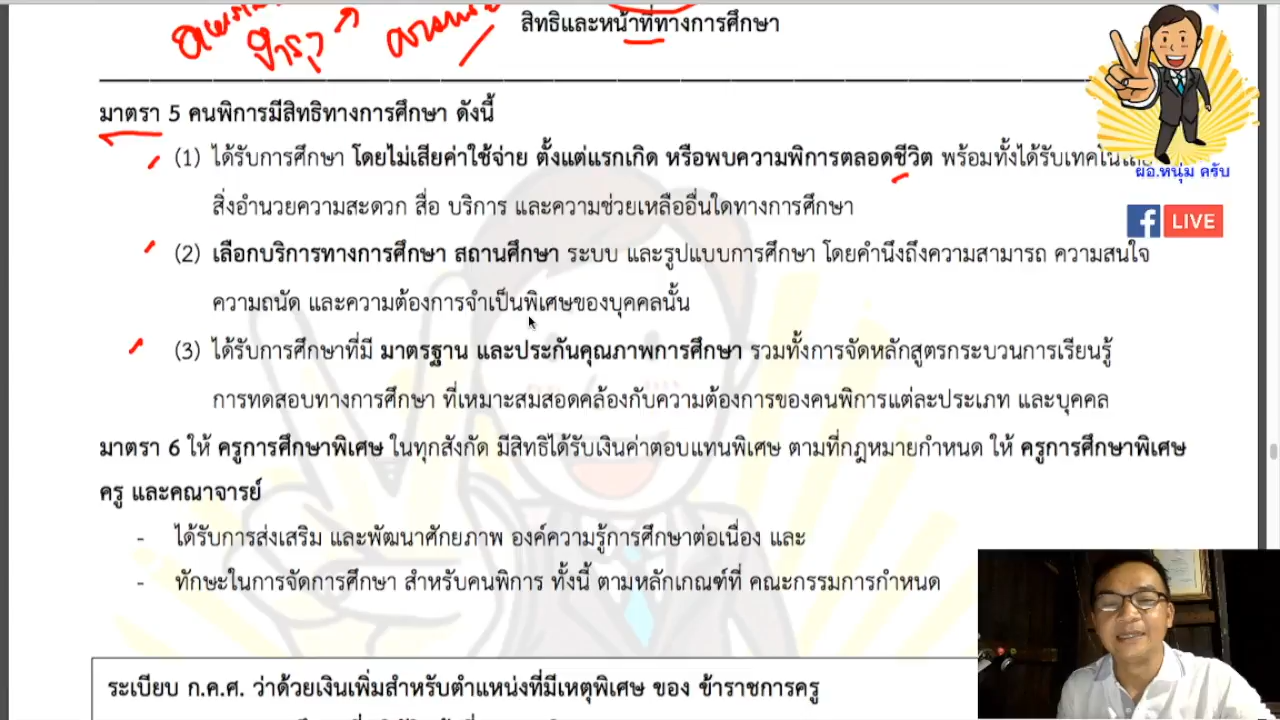 สิทธิและหน้าที่ทางการศึกษา
มาตรา 5 คนพิการมีสิทธิทางการศึกษา ดังนี้
(1) ได้รับการศึกษา โดยไม่เสียค่าใช้จ่าย ตั้งแต่แรกเกิด หรือพบความพิการตลอดชีวิต พร้อมทั้งได้รับ
สิ่งอำนวยความสะดวก สื่อ บริการ และความช่วยเหลืออื่นใดทางการศึกษา
(2) เลือกบริการทางการศึกษา สถานศึกษา ระบบ และรูปแบบการศึกษา โดยคำนึงถึงความสามารถ ความสนใจ
ความถนัด และความต้องการจำเป็นพิเศษของบุคคลนั้น
(3) ได้รับการศึกษาที่มี มาตรฐาน และประกันคุณภาพการศึกษา รวมทั้งการจัดหลักสูตรกระบวนการเรียนรู้
การทดสอบทางการศึกษา ที่เหมาะสมสอดคล้องกับความต้องการของคนพิการแต่ละประเภท และบุคคล
มาตรา 6 ให้ ครูการศึกษาพิเศษ ในทุกสังกัด มีสิทธิได้รับเงินค่าตอบแทนพิเศษ ตามที่กฎหมายกำหนด ให้ ครูการศึกษาพิเศษ
ครู และคณาจารย์
- ได้รับการส่งเสริม และพัฒนาศักยภาพ องค์ความรู้การศึกษาต่อเนื่อง และ
- ทักษะในการจัดการศึกษา สำหรับคนพิการ ทั้งนี้ ตามหลักเกณฑ์ที่ คณะกรรมการกำหนด
ระเบียบ ก.ค.ศ. ว่าด้วยเงินเพิ่มสำหรับตำแหน่งที่มีเหตุพิเศษ ของ ข้าราชการครู
ผอ.หนุ่ม ครับ
f LIVE